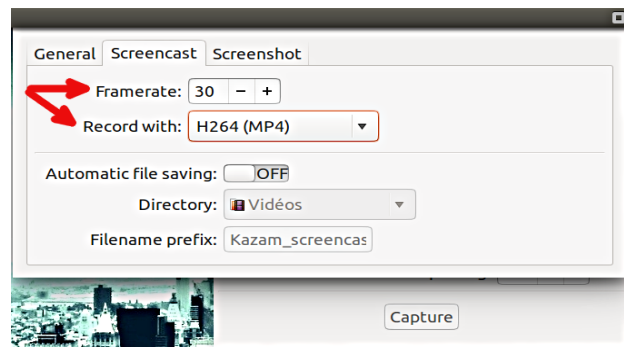 General Screencast Screenshot
Framerate: 30 - +
Record with: H264 (MP4)
Automatic file saving: OFF
Directory: Vidéos
Filename prefix: Kazam_screencas
Capture